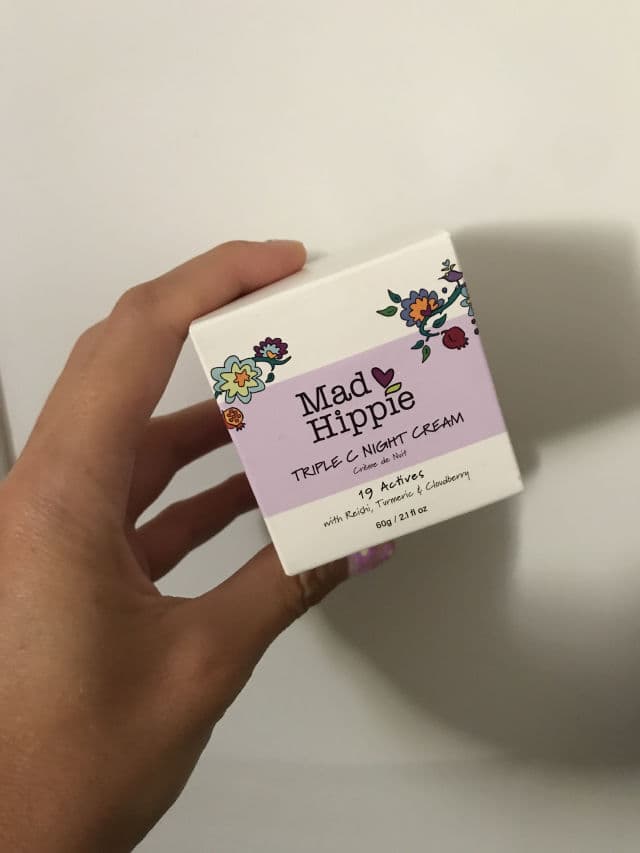 Mad
Hippie
TRIPLE C NIGHT CREAM
Crème de Nuit
19 Actives
with Reishi, Turmeric & Cloudberry
60g / 2.1 fl oz